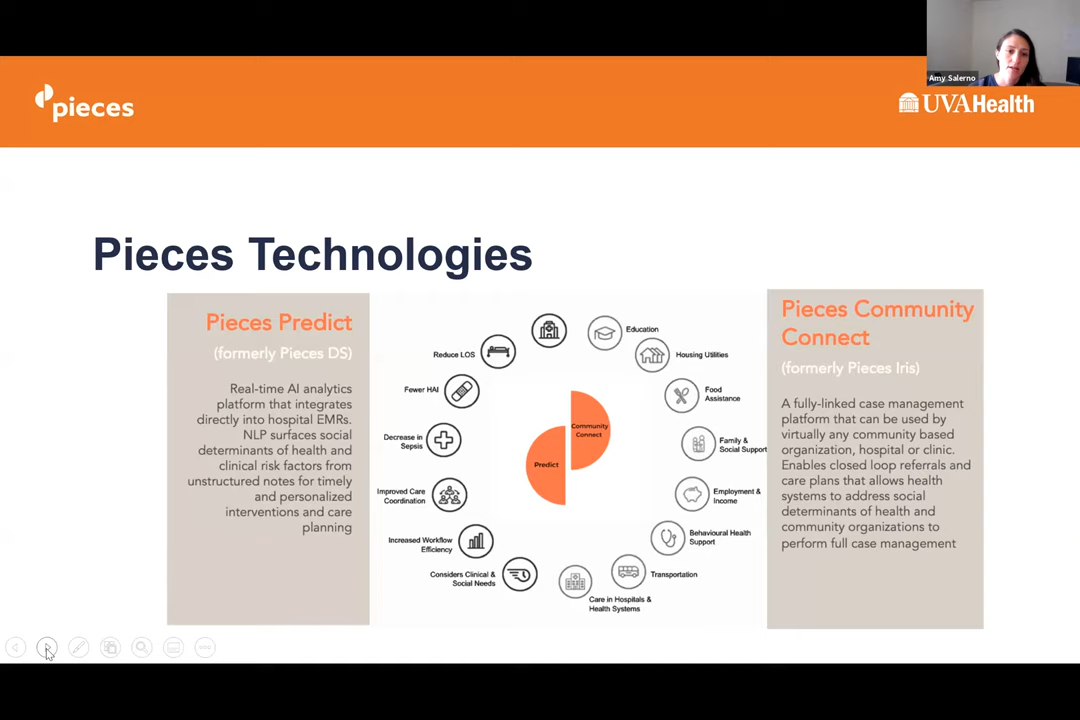 Amy Salerno
pieces
UVAHealth
Pieces Technologies
Pieces Predict
(formerly Pieces DS)
Real-time AI analytics
platform that integrates
directly into hospital EMRs.
NLP surfaces social
determinants of health and
clinical risk factors from
unstructured notes for timely
and personalized
interventions and care
planning
Reduce LOS
Fewer HAI
Decrease in
Sepsis
Improved Care
Coordination
Increased Workflow
Efficiency
Considers Clinical &
Social Needs
Predict
Community
Connect
Education
Housing Utilities
Food
Assistance
Family &
Social Support
Employment &
Income
Behavioural Health
Support
Transportation
Care in Hospitals &
Health Systems
Pieces Community
Connect
(formerly Pieces Iris)
A fully-linked case management
platform that can be used by
virtually any community based
organization, hospital or clinic.
Enables closed loop referrals and
care plans that allows health
systems to address social
determinants of health and
community organizations to
perform full case management